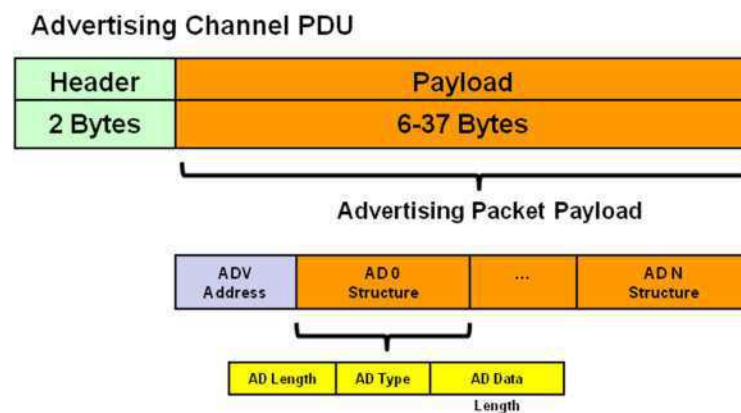 Advertising Channel PDU
Header Payload
2 Bytes 6-37 Bytes
Advertising Packet Payload
ADV AD 0 ... AD N
Address Structure Structure
AD Length AD Type AD Data
Length